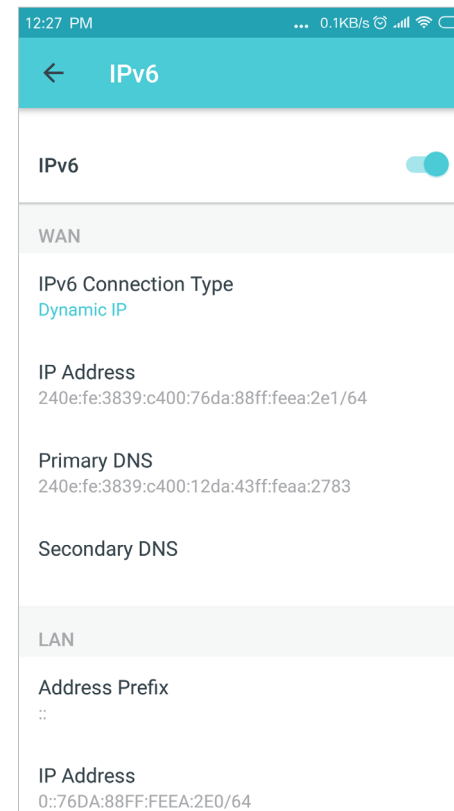 12:27 PM ... 0.1KB/s
IPv6
IPv6
WAN
IPv6 Connection Type
Dynamic IP
IP Address
240e:fe:3839:c400:76da:88ff:feea:2e1/64
Primary DNS
240e:fe:3839:c400:12da:43ff:feaa:2783
Secondary DNS
LAN
Address Prefix
::
IP Address
0::76DA:88FF:FEEA:2E0/64